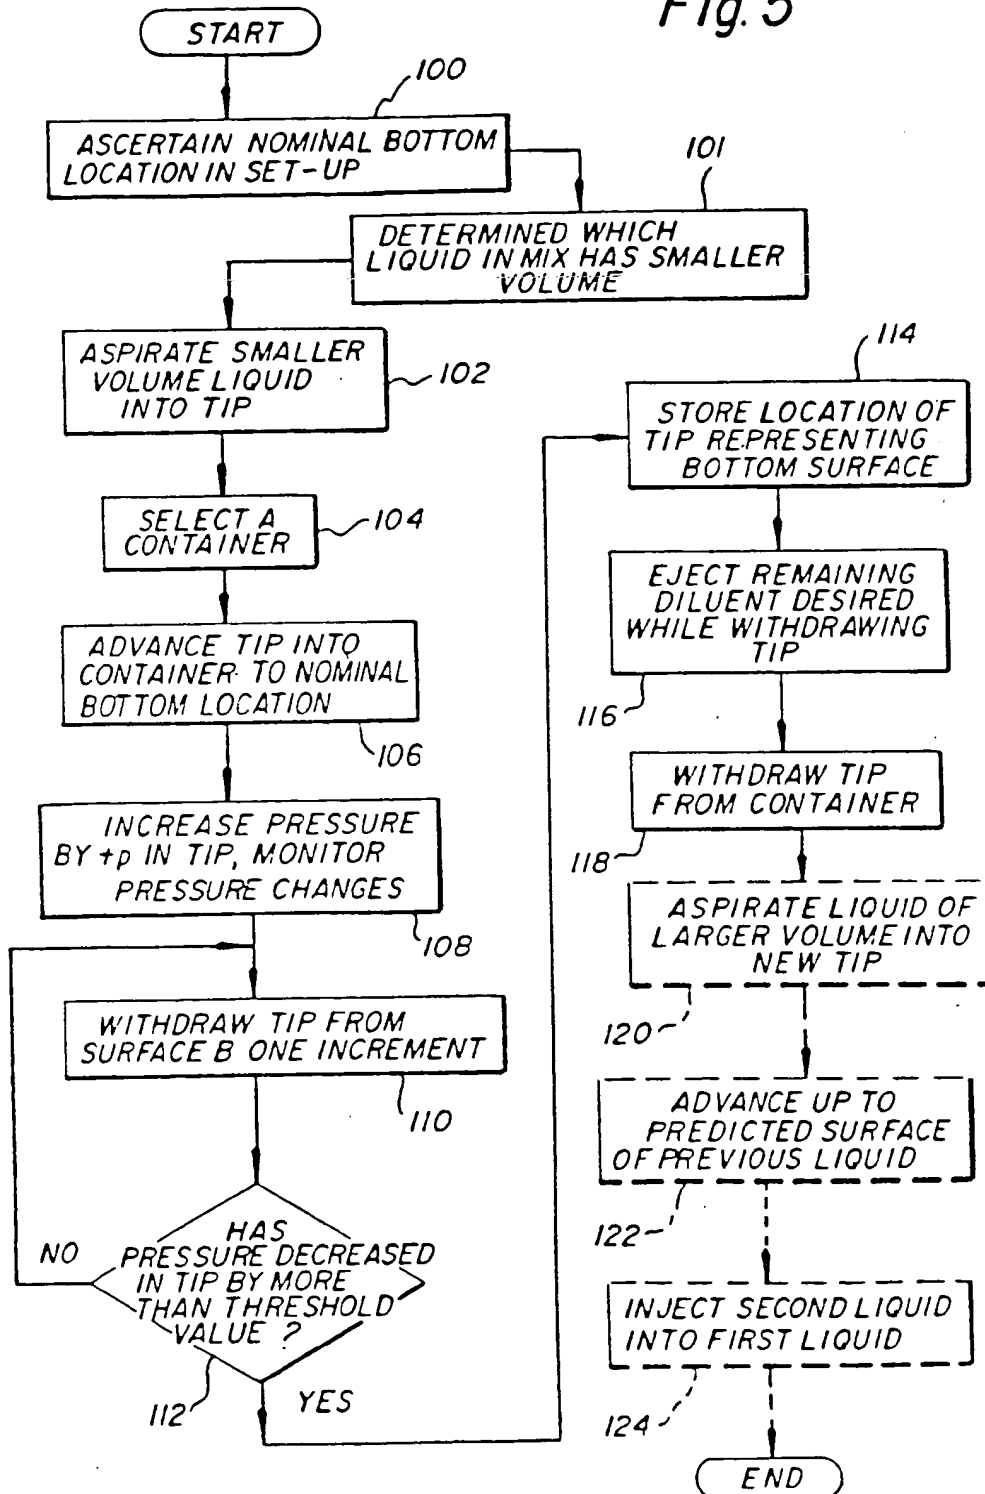 Fig. 5
START
100
ASCERTAIN NOMINAL BOTTOM
LOCATION IN SET-UP
101
DETERMINED WHICH
LIQUID IN MIX HAS SMALLER
VOLUME
ASPIRATE SMALLER
VOLUME LIQUID
INTO TIP
102
SELECT A
CONTAINER
104
ADVANCE TIP INTO
CONTAINER TO NOMINAL
BOTTOM LOCATION
106
INCREASE PRESSURE
BY +p IN TIP, MONITOR
PRESSURE CHANGES
108
WITHDRAW TIP FROM
SURFACE B ONE INCREMENT
110
HAS
PRESSURE DECREASED
IN TIP BY MORE
THAN THRESHOLD
VALUE ?
NO
112
YES
114
STORE LOCATION OF
TIP REPRESENTING
BOTTOM SURFACE
EJECT REMAINING
DILUENT DESIRED
WHILE WITHDRAWING
TIP
116
WITHDRAW TIP
FROM CONTAINER
118
ASPIRATE LIQUID OF
LARGER VOLUME INTO
NEW TIP
120
ADVANCE UP TO
PREDICTED SURFACE
OF PREVIOUS LIQUID
122
INJECT SECOND LIQUID
INTO FIRST LIQUID
124
END